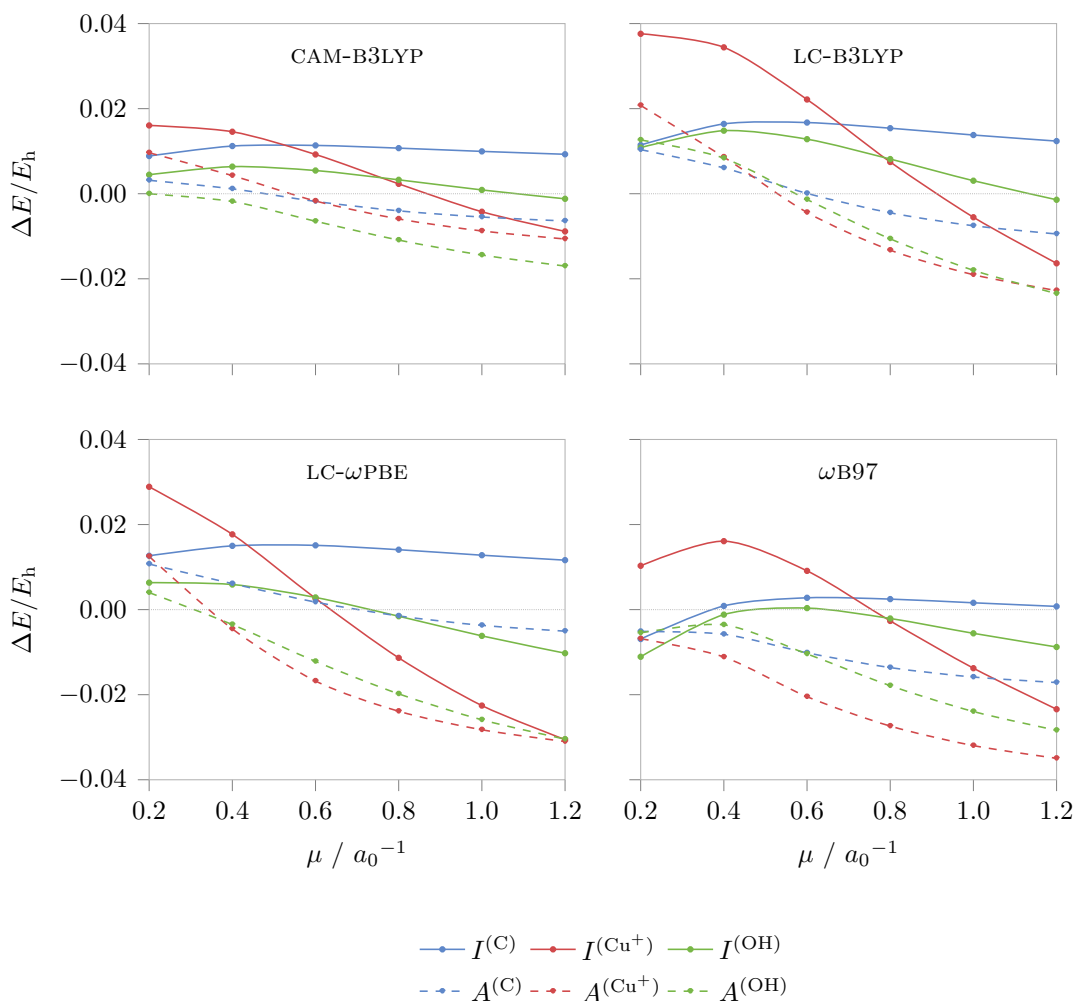 CAM-B3LYP
LC-B3LYP
0.04
0.02
0.00
−0.02
−0.04
ΔE/Eh
LC-ωPBE
ωB97
0.04
0.02
0.00
−0.02
−0.04
ΔE/Eh
0.2 0.4 0.6 0.8 1.0 1.2
0.2 0.4 0.6 0.8 1.0 1.2
μ / a₀⁻¹
μ / a₀⁻¹
I⁽ꟲ⁾ I^(Cu⁺) I^(OH)
A^(C) A^(Cu⁺) A^(OH)